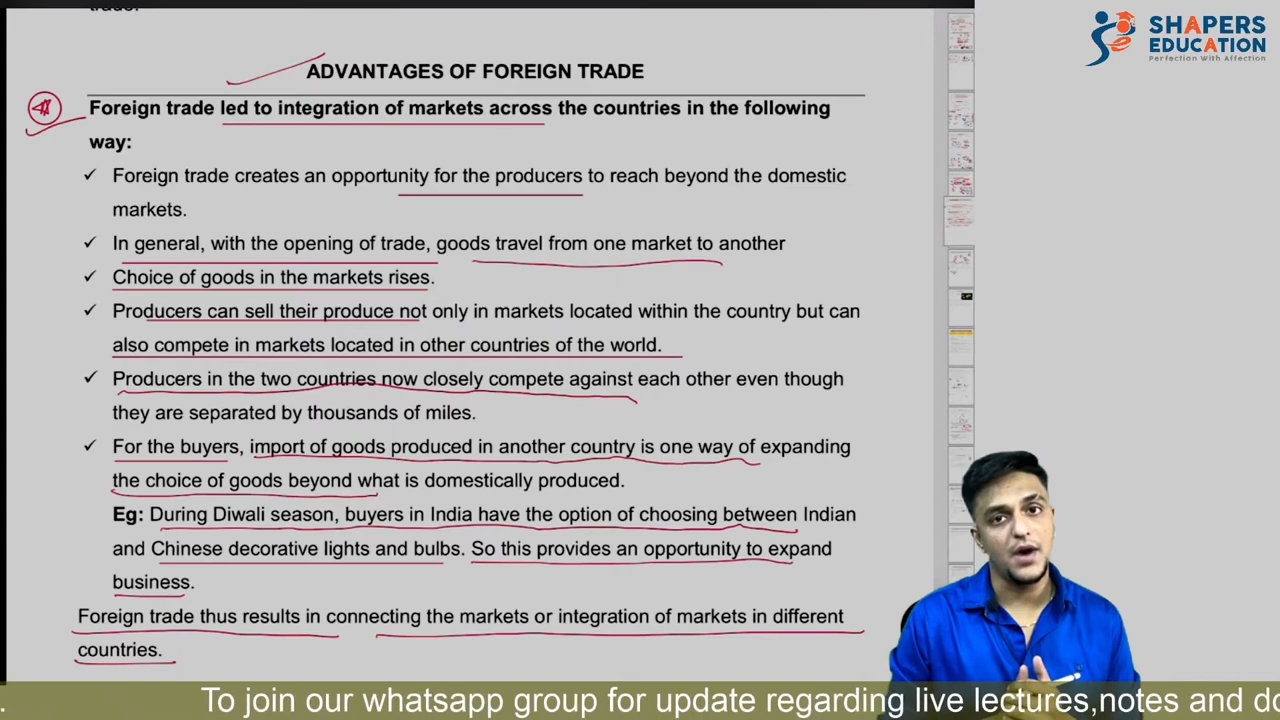 trade.
SHAPERS
EDUCATION
Perfection With Affection
ADVANTAGES OF FOREIGN TRADE
Foreign trade led to integration of markets across the countries in the following
way:
✓ Foreign trade creates an opportunity for the producers to reach beyond the domestic
markets.
✓ In general, with the opening of trade, goods travel from one market to another
✓ Choice of goods in the markets rises.
✓ Producers can sell their produce not only in markets located within the country but can
also compete in markets located in other countries of the world.
✓ Producers in the two countries now closely compete against each other even though
they are separated by thousands of miles.
✓ For the buyers, import of goods produced in another country is one way of expanding
the choice of goods beyond what is domestically produced.
Eg: During Diwali season, buyers in India have the option of choosing between Indian
and Chinese decorative lights and bulbs. So this provides an opportunity to expand
business.
Foreign trade thus results in connecting the markets or integration of markets in different
countries.
. To join our whatsapp group for update regarding live lectures,notes and do